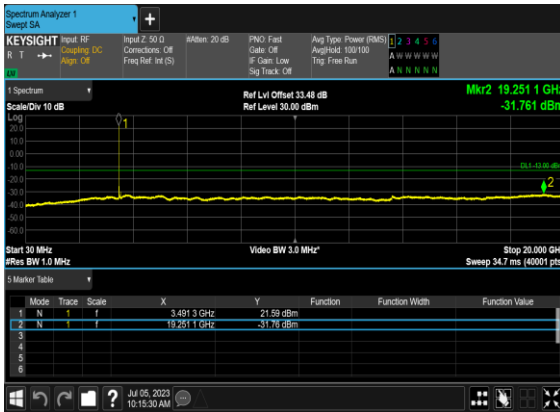 Spectrum Analyzer 1
Swept SA
+
KEYSIGHT
R T
Input: RF
Coupling: DC
Align: Off
Input Z: 50 Ω
Corrections: Off
Freq Ref: Int (S)
#Atten: 20 dB
PNO: Fast
Gate: Off
IF Gain: Low
Sig Track: Off
Avg Type: Power (RMS)
Avg|Hold: 100/100
Trig: Free Run
1 2 3 4 5 6
A W W W W W
A N N N N N
1 Spectrum
Scale/Div 10 dB
Ref Lvl Offset 33.48 dB
Ref Level 30.00 dBm
Mkr2 19.251 1 GHz
-31.761 dBm
Log
20.0
10.0
0.00
-10.0
-20.0
-30.0
-40.0
-50.0
-60.0
1
DL1 -13.00 dBm
2
Start 30 MHz
#Res BW 1.0 MHz
Video BW 3.0 MHz*
Stop 20.000 GHz
Sweep 34.7 ms (40001 pts)
5 Marker Table
Mode Trace Scale X Y Function Function Width Function Value
1 N 1 f 3.491 3 GHz 21.59 dBm
2 N 1 f 19.251 1 GHz -31.76 dBm
3
4
5
6
?
Jul 05, 2023
10:15:30 AM